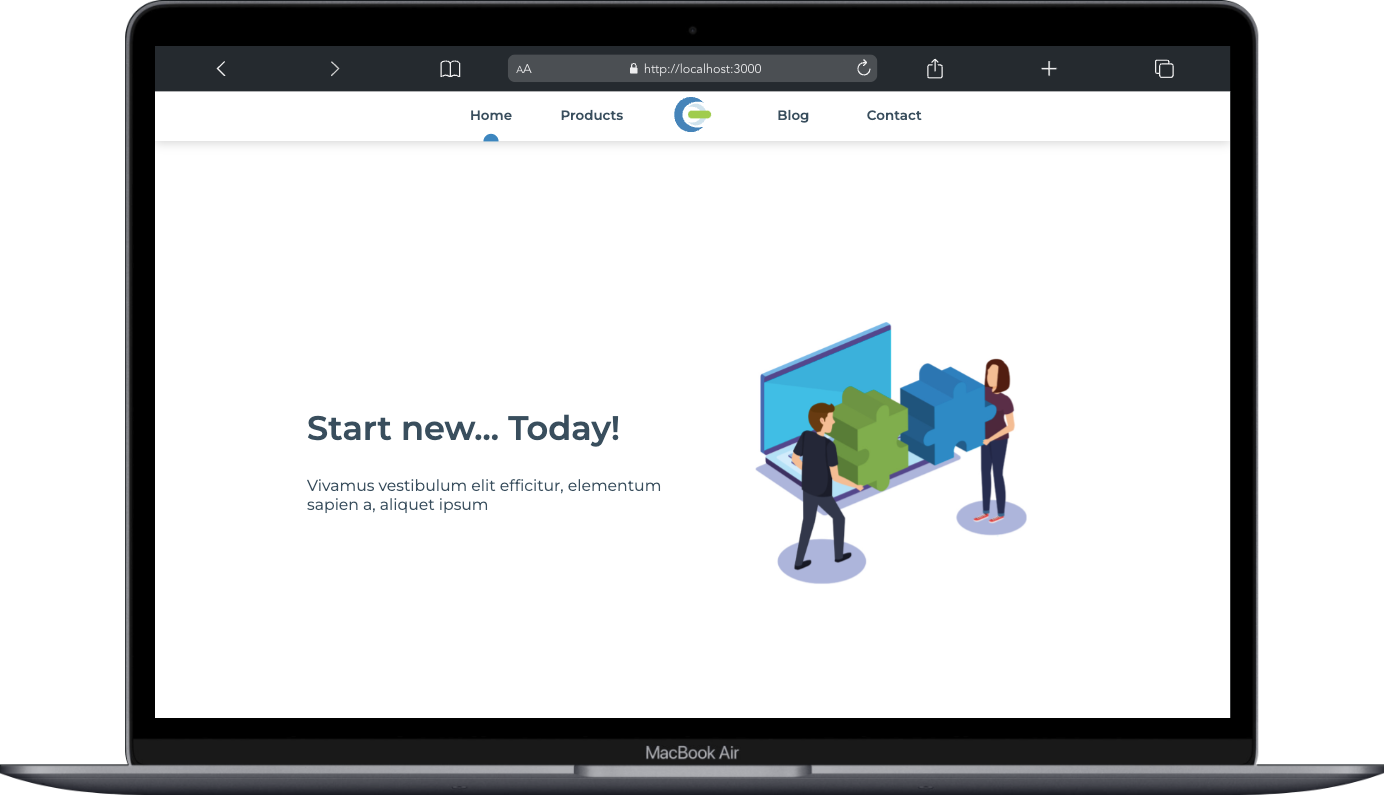 AA http://localhost:3000
Home Products Blog Contact
Start new... Today!
Vivamus vestibulum elit efficitur, elementum
sapien a, aliquet ipsum
MacBook Air